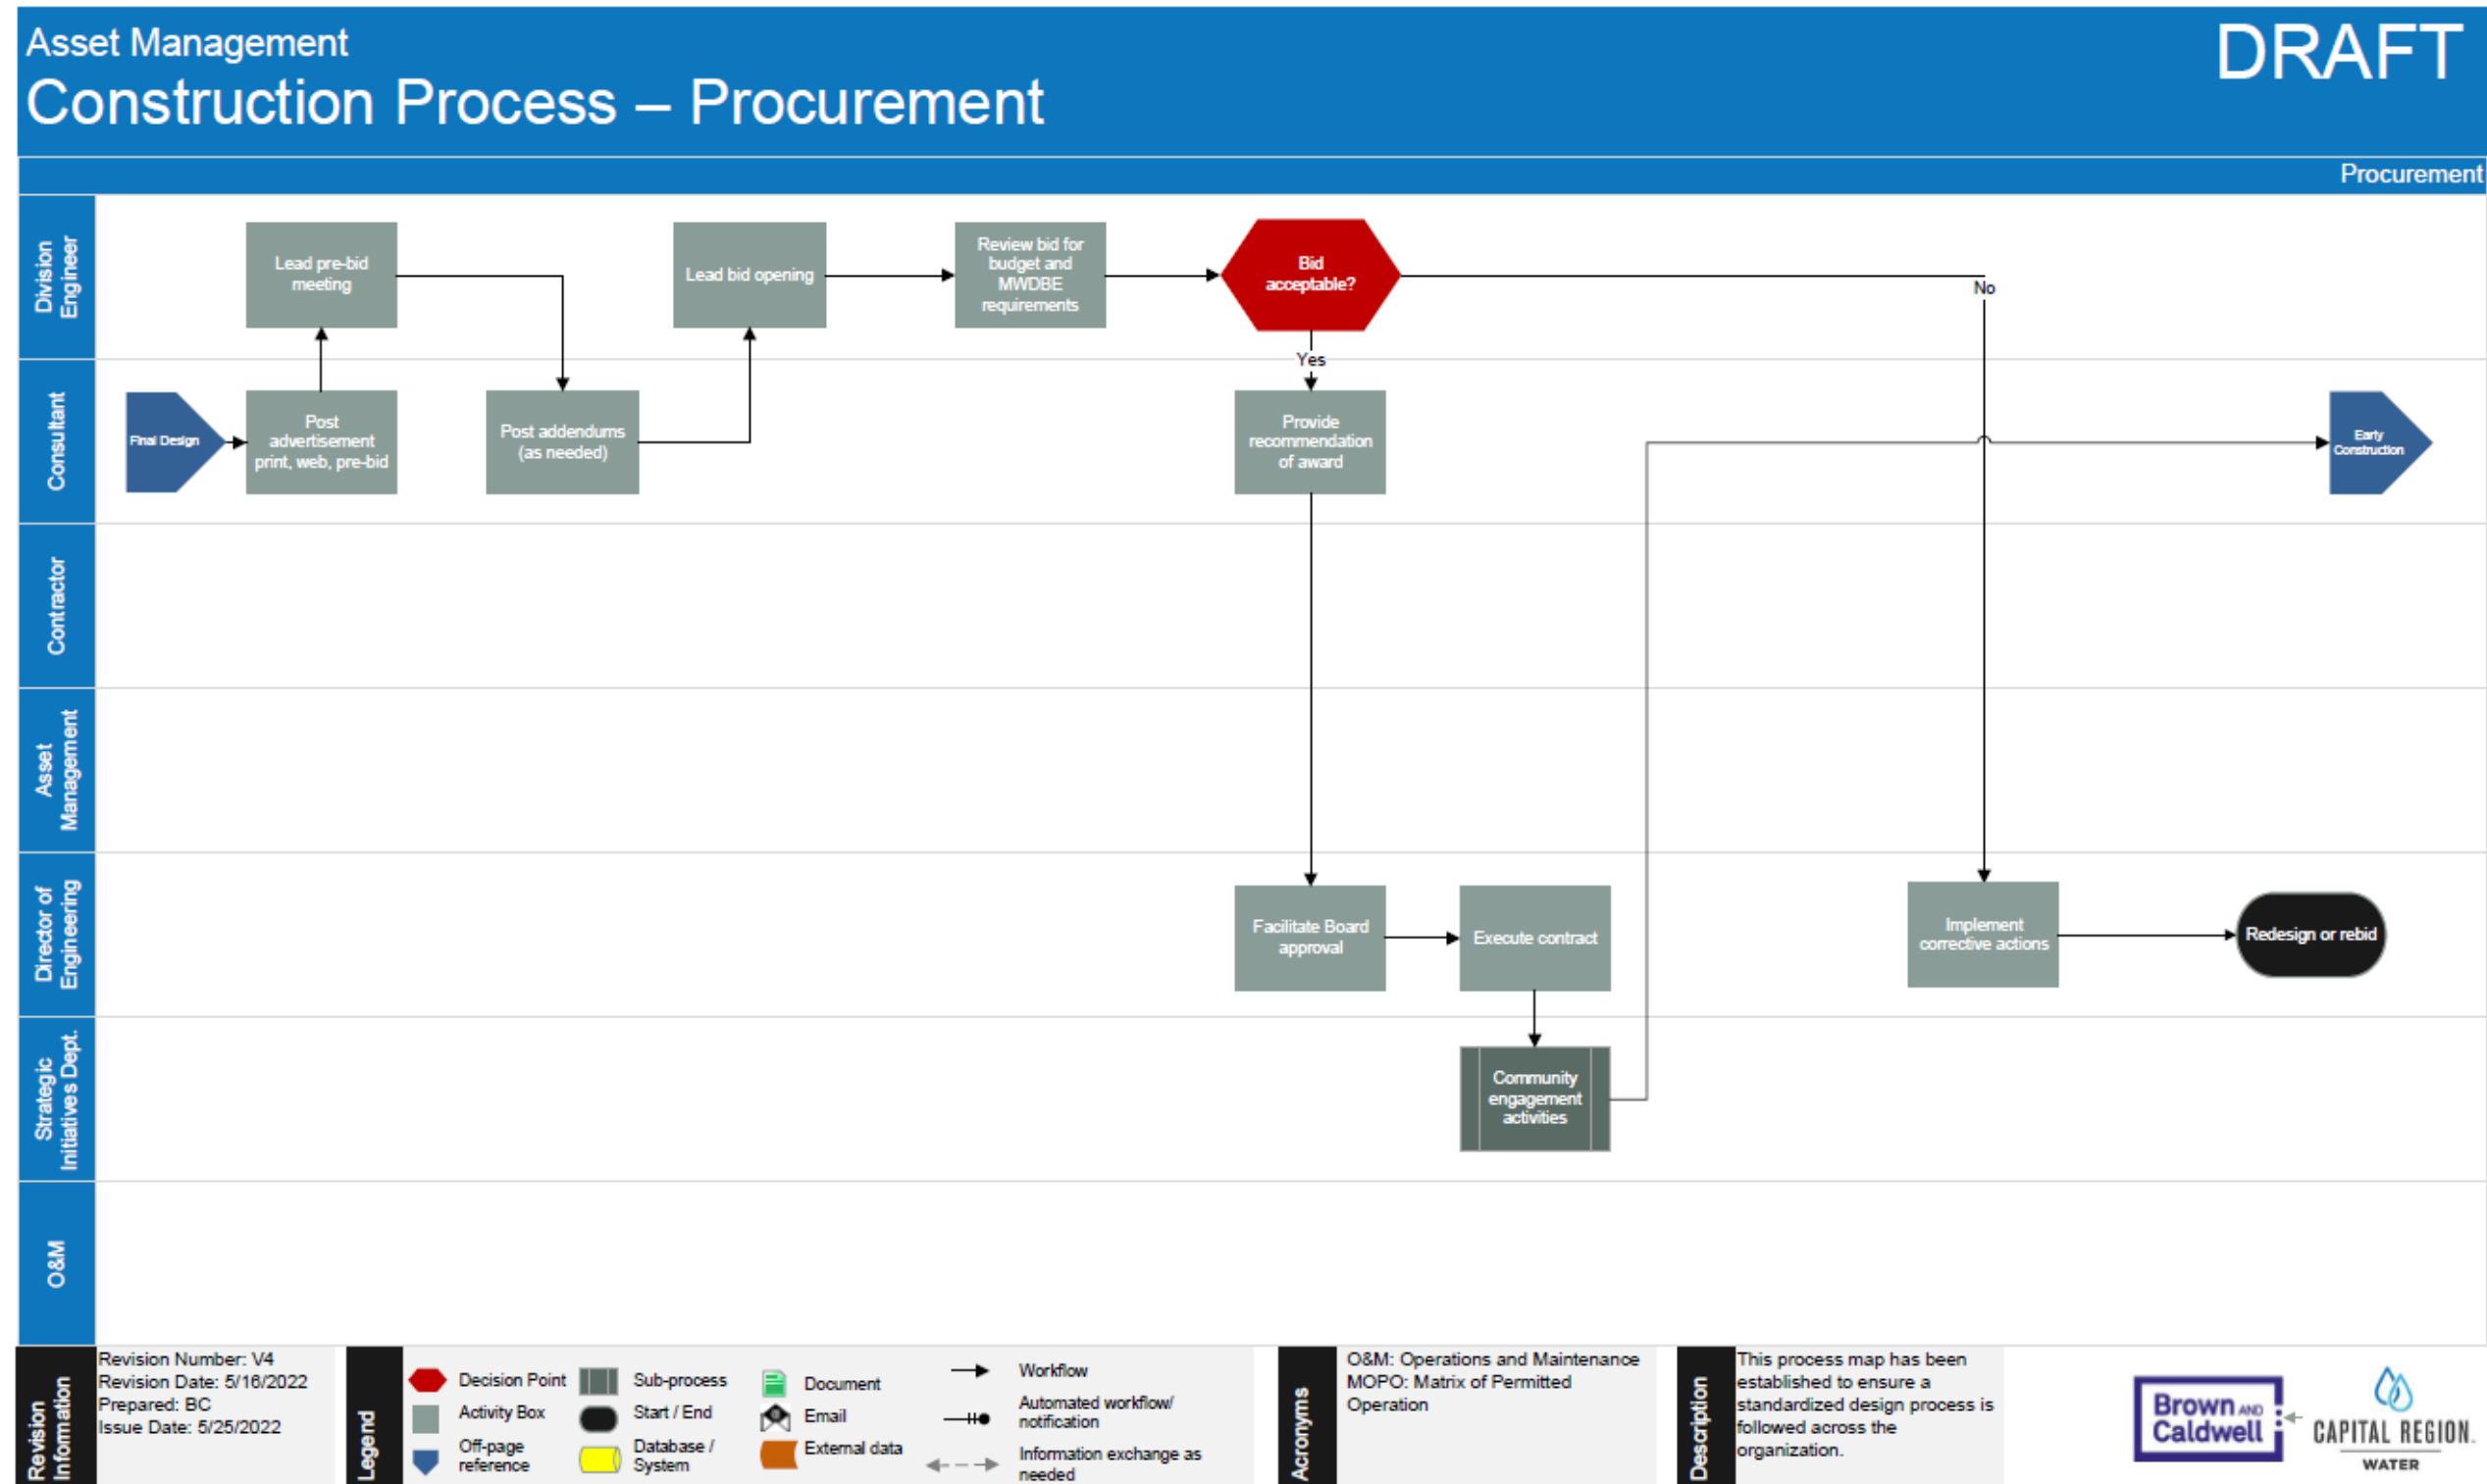 Asset Management
DRAFT
Construction Process – Procurement
Procurement
Division
Engineer
Lead pre-bid
meeting
Lead bid opening
Review bid for
budget and
MWDBE
requirements
Bid
acceptable?
No
Yes
Consultant
Final Design
Post
advertisement
print, web, pre-bid
Post addendums
(as needed)
Provide
recommendation
of award
Early
Construction
Contractor
Asset
Management
Director of
Engineering
Facilitate Board
approval
Execute contract
Implement
corrective actions
Redesign or rebid
Strategic
Initiatives Dept.
Community
engagement
activities
O&M
Revision
Information
Revision Number: V4
Revision Date: 5/16/2022
Prepared: BC
Issue Date: 5/25/2022
Legend
Decision Point
Activity Box
Off-page
reference
Sub-process
Start / End
Database /
System
Document
Email
External data
Workflow
Automated workflow/
notification
Information exchange as
needed
Acronyms
O&M: Operations and Maintenance
MOPO: Matrix of Permitted
Operation
Description
This process map has been
established to ensure a
standardized design process is
followed across the
organization.
Brown AND
Caldwell
CAPITAL REGION
WATER